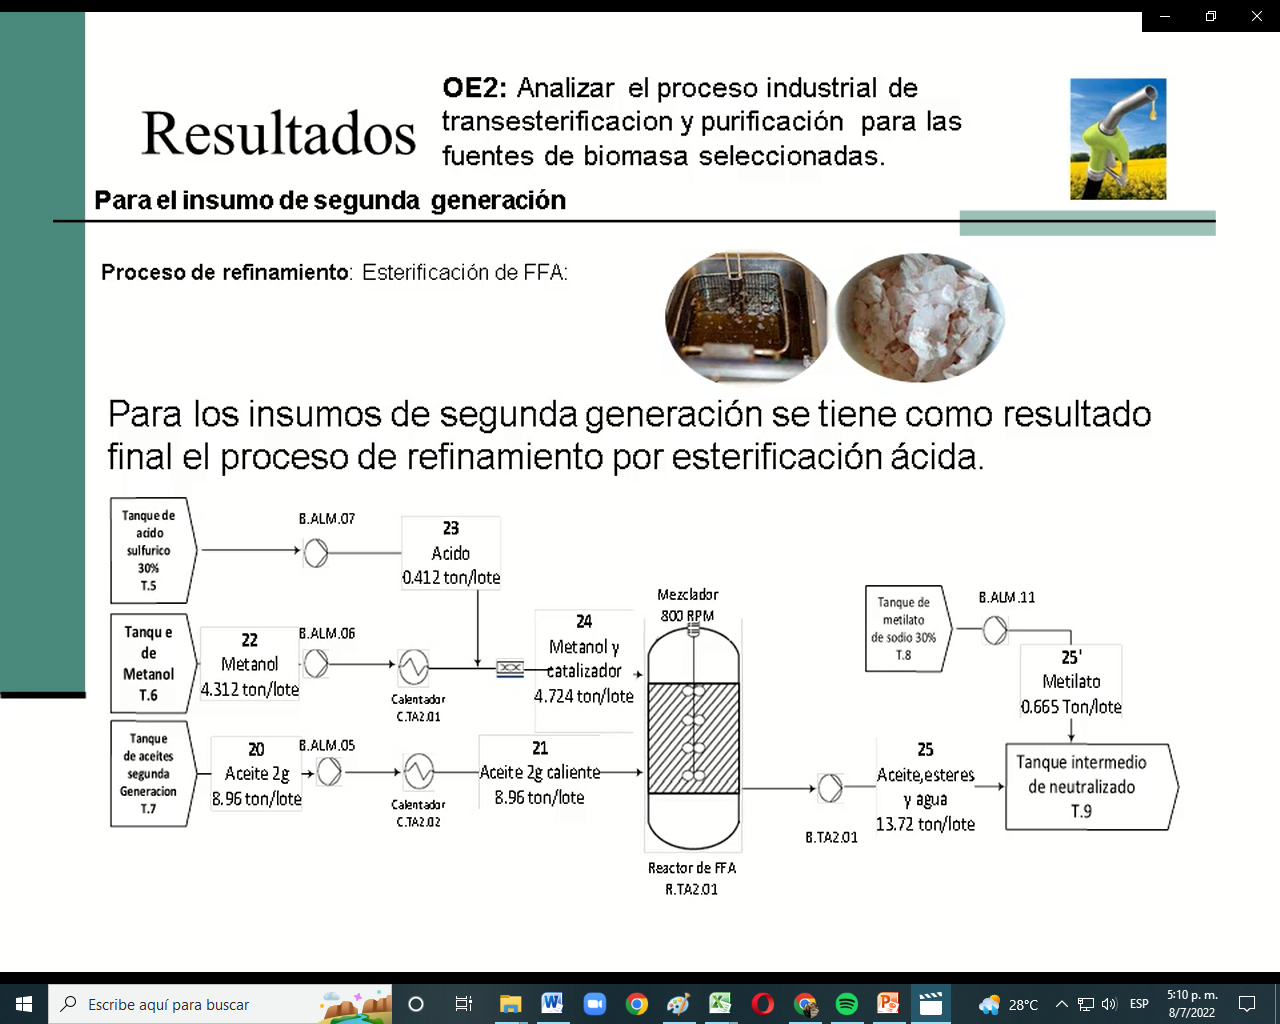 Resultados
OE2: Analizar el proceso industrial de
transesterificacion y purificación para las
fuentes de biomasa seleccionadas.
Para el insumo de segunda generación
Proceso de refinamiento: Esterificación de FFA:
Para los insumos de segunda generación se tiene como resultado
final el proceso de refinamiento por esterificación ácida.
Tanque de
acido
sulfurico
30%
T.5
B.ALM.07
23
Acido
0.412 ton/lote
Tanqu e
de
Metanol
T.6
22
Metanol
4.312 ton/lote
B.ALM.06
Calentador
C.TA2.01
24
Metanol y
catalizador
4.724 ton/lote
Tanque
de aceites
segunda
Generacion
T.7
20
Aceite 2g
8.96 ton/lote
B.ALM.05
Calentador
C.TA2.02
21
Aceite 2g caliente
8.96 ton/lote
Mezclador
800 RPM
Reactor de FFA
R.TA2.01
B.TA2.01
25
Aceite,esteres
y agua
13.72 ton/lote
Tanque de
metilato
de sodio 30%
T.8
B.ALM.11
25'
Metilato
0.665 Ton/lote
Tanque intermedio
de neutralizado
T.9
Escribe aquí para buscar
28°C
ESP
5:10 p. m.
8/7/2022